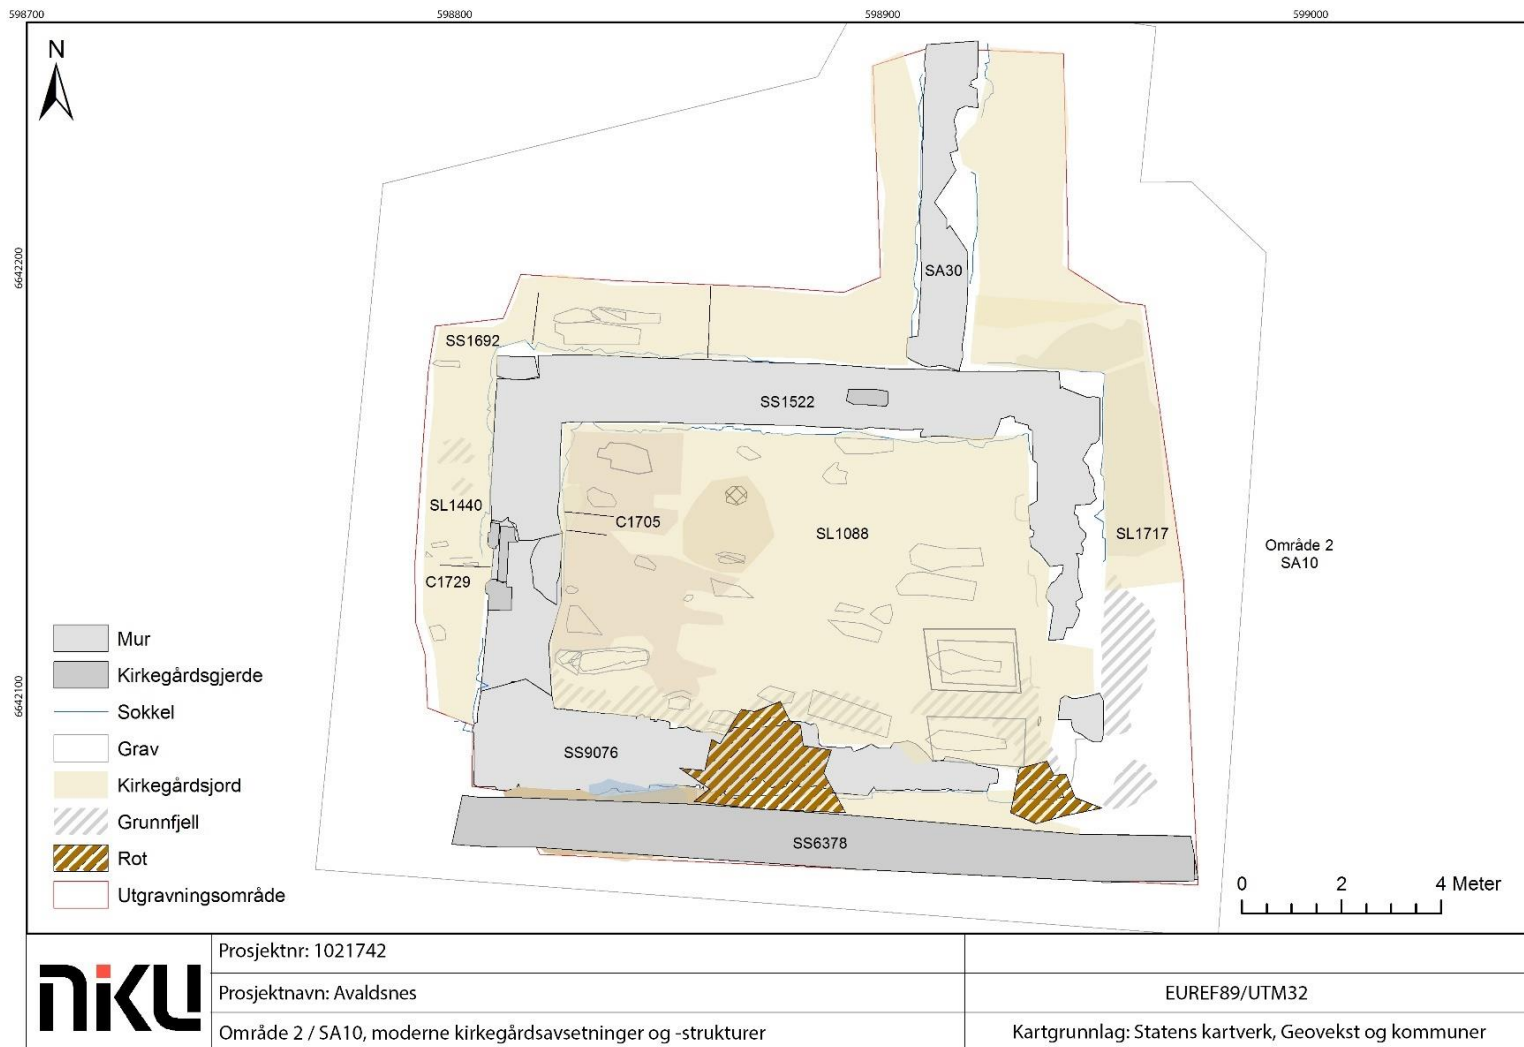 598700
598800
598900
599000
N
6642200
SA30
SS1692
SS1522
SL1440
C1705
SL1088
SL1717
Område 2
SA10
C1729
6642100
Mur
Kirkegårdsgjerde
Sokkel
Grav
Kirkegårdsjord
Grunnfjell
Rot
Utgravningsområde
SS9076
SS6378
0 2 4 Meter
NIKU
Prosjektnr: 1021742
Prosjektnavn: Avaldsnes
EUREF89/UTM32
Område 2 / SA10, moderne kirkegårdsavsetninger og -strukturer
Kartgrunnlag: Statens kartverk, Geovekst og kommuner